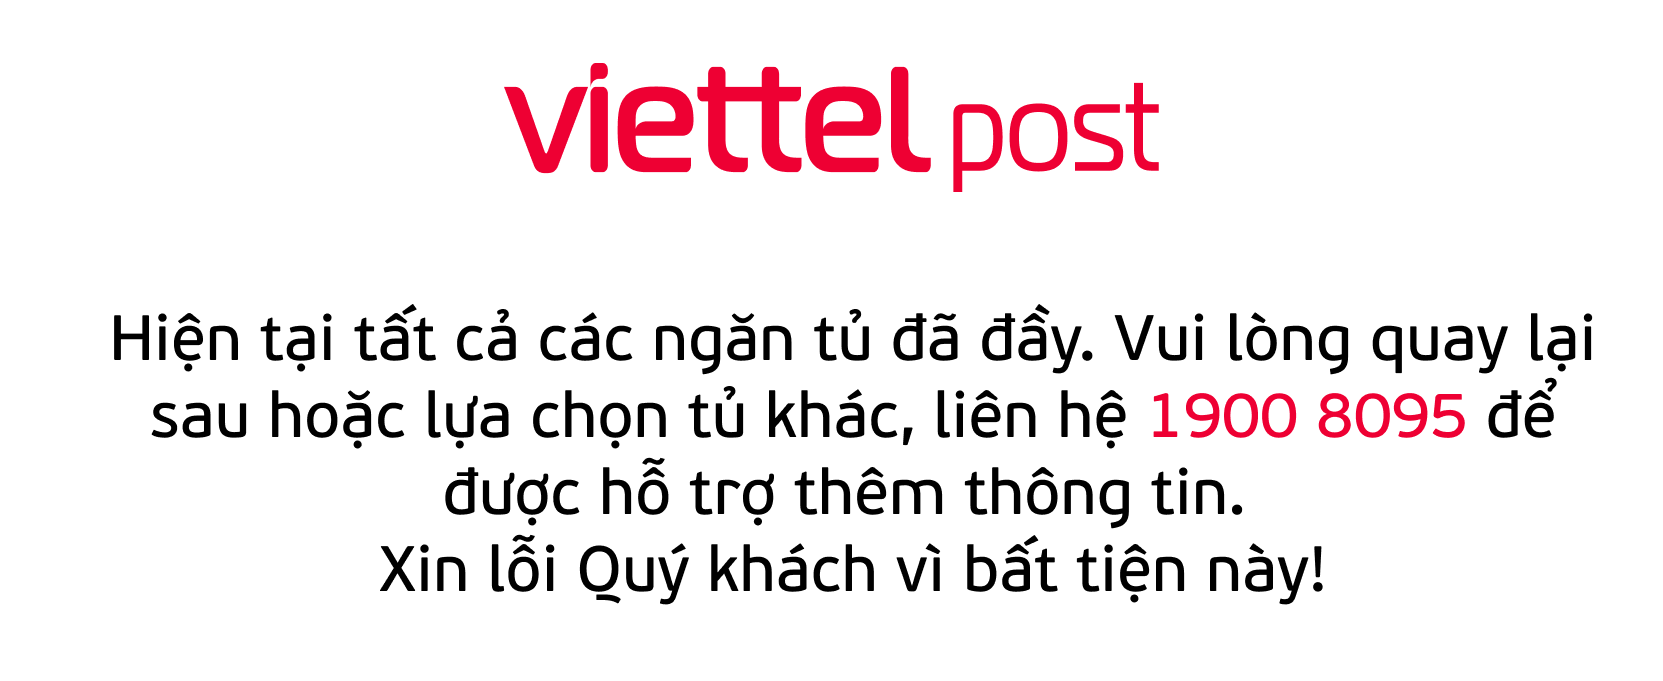 viettel post
Hiện tại tất cả các ngăn tủ đã đầy. Vui lòng quay lại
sau hoặc lựa chọn tủ khác, liên hệ 1900 8095 để
được hỗ trợ thêm thông tin.
Xin lỗi Quý khách vì bất tiện này!